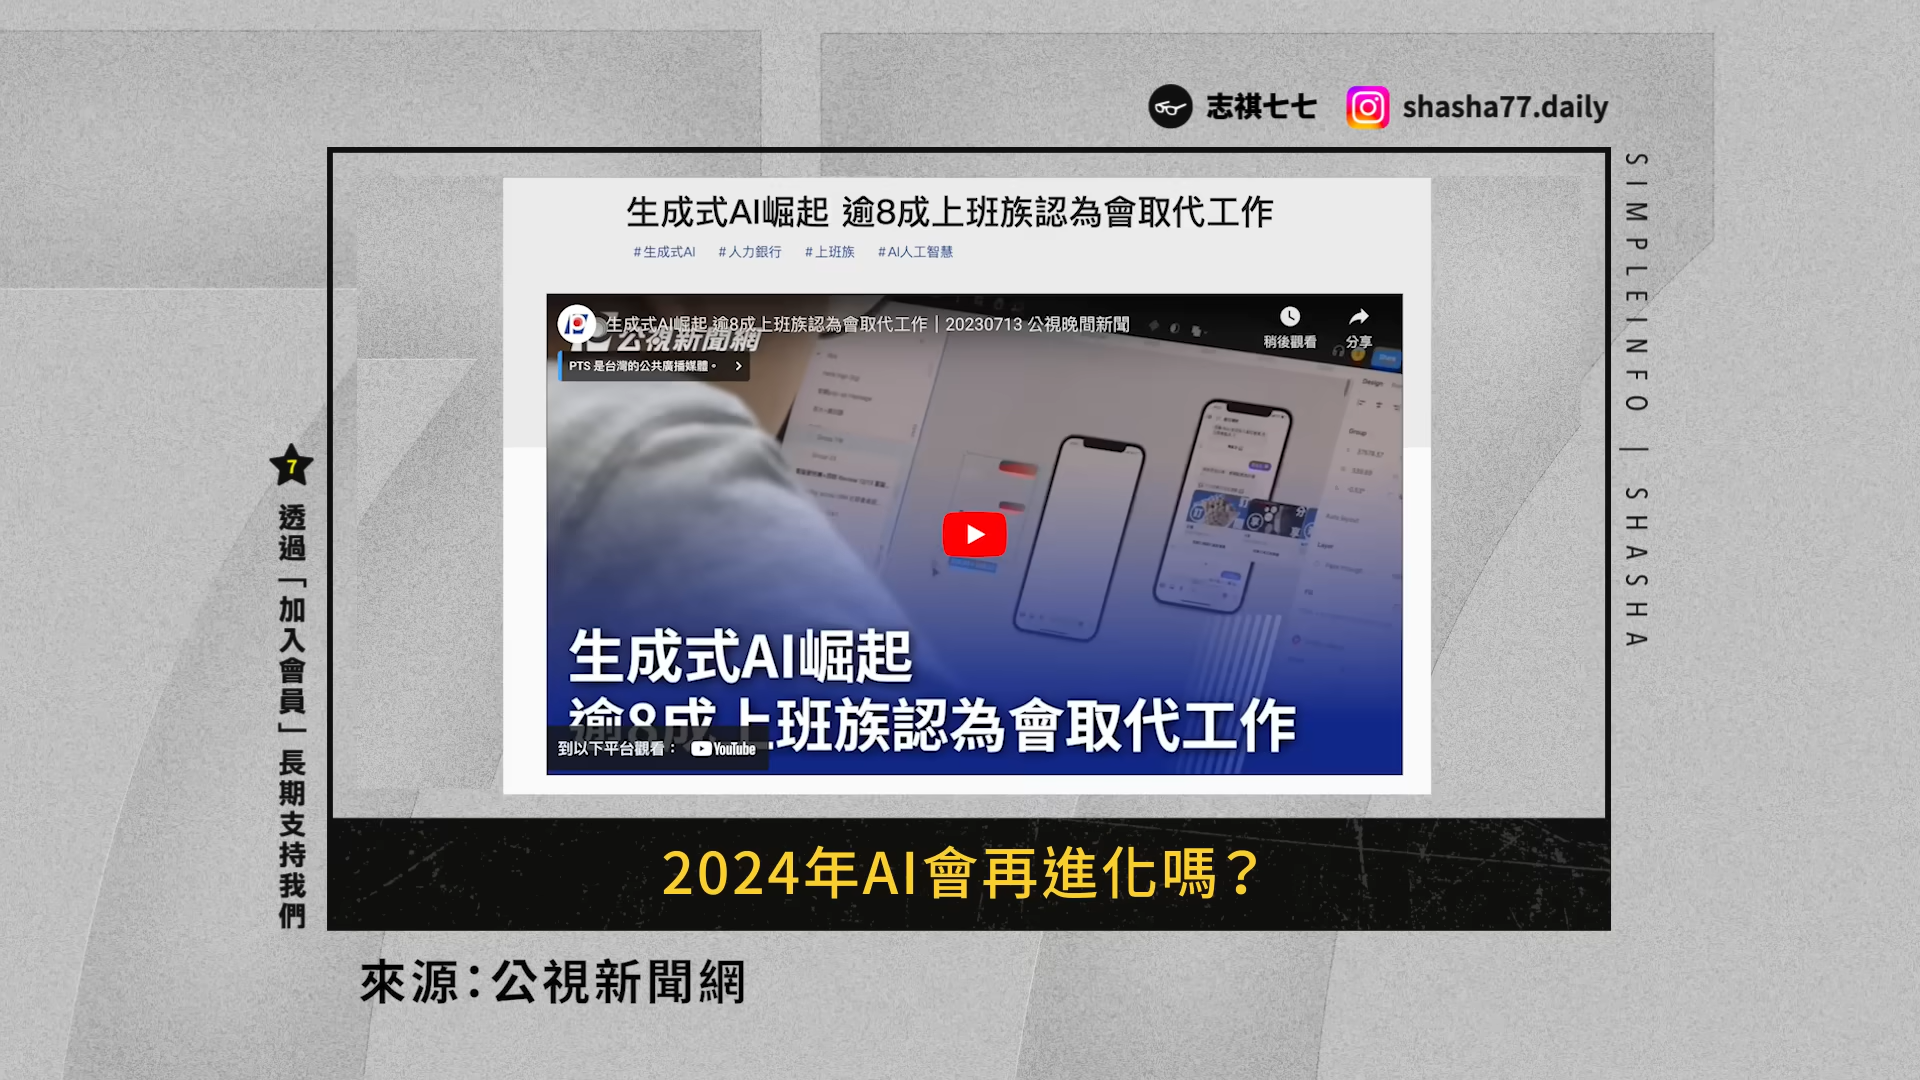 志祺七七
shasha77.daily
SIMPLEINFO | SHASHA
生成式AI崛起 逾8成上班族認為會取代工作
#生成式AI #人力銀行 #上班族 #AI人工智慧
生成式AI崛起 逾8成上班族認為會取代工作｜20230713 公視晚間新聞
公視新聞網
稍後觀看
分享
PTS 是台灣的公共廣播媒體。
生成式AI崛起
逾8成上班族認為會取代工作
到以下平台觀看：
YouTube
7
透過「加入會員」長期支持我們
2024年AI會再進化嗎？
來源：公視新聞網